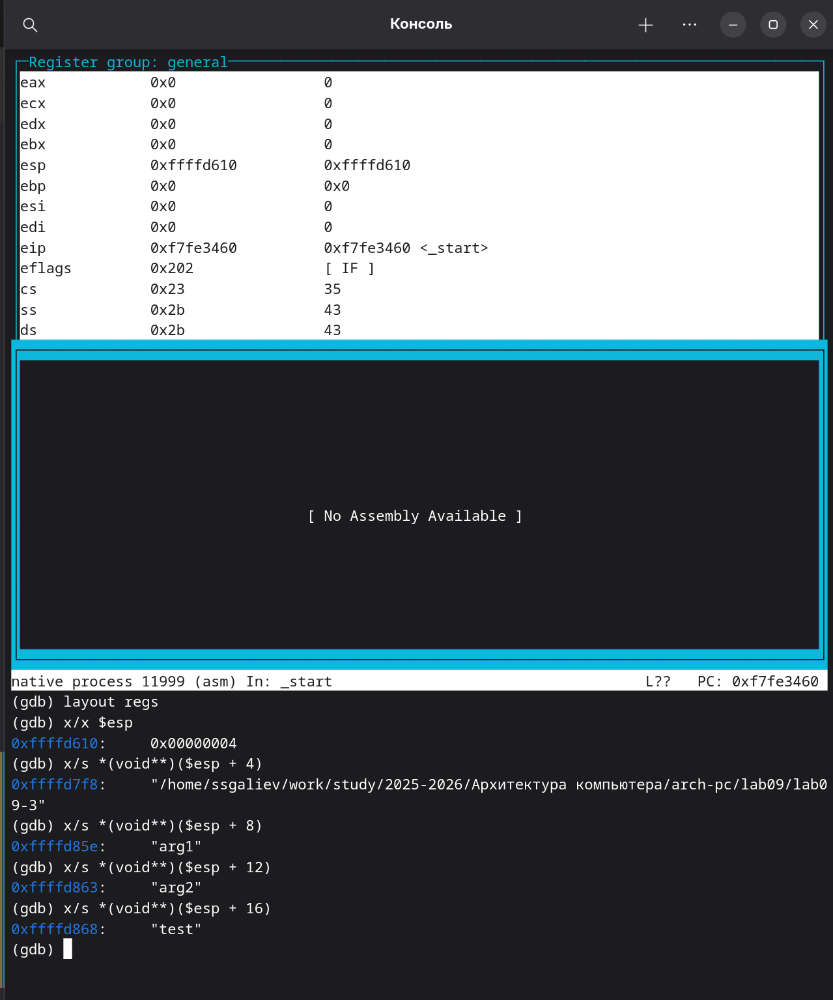 Консоль
Register group: general
eax 0x0 0
ecx 0x0 0
edx 0x0 0
ebx 0x0 0
esp 0xffffd610 0xffffd610
ebp 0x0 0x0
esi 0x0 0
edi 0x0 0
eip 0xf7fe3460 0xf7fe3460 <_start>
eflags 0x202 [ IF ]
cs 0x23 35
ss 0x2b 43
ds 0x2b 43
[ No Assembly Available ]
native process 11999 (asm) In: _start L?? PC: 0xf7fe3460
(gdb) layout regs
(gdb) x/x $esp
0xffffd610: 0x00000004
(gdb) x/s *(void**)($esp + 4)
0xffffd7f8: "/home/ssgaliev/work/study/2025-2026/Архитектура компьютера/arch-pc/lab09/lab0
9-3"
(gdb) x/s *(void**)($esp + 8)
0xffffd85e: "arg1"
(gdb) x/s *(void**)($esp + 12)
0xffffd863: "arg2"
(gdb) x/s *(void**)($esp + 16)
0xffffd868: "test"
(gdb)